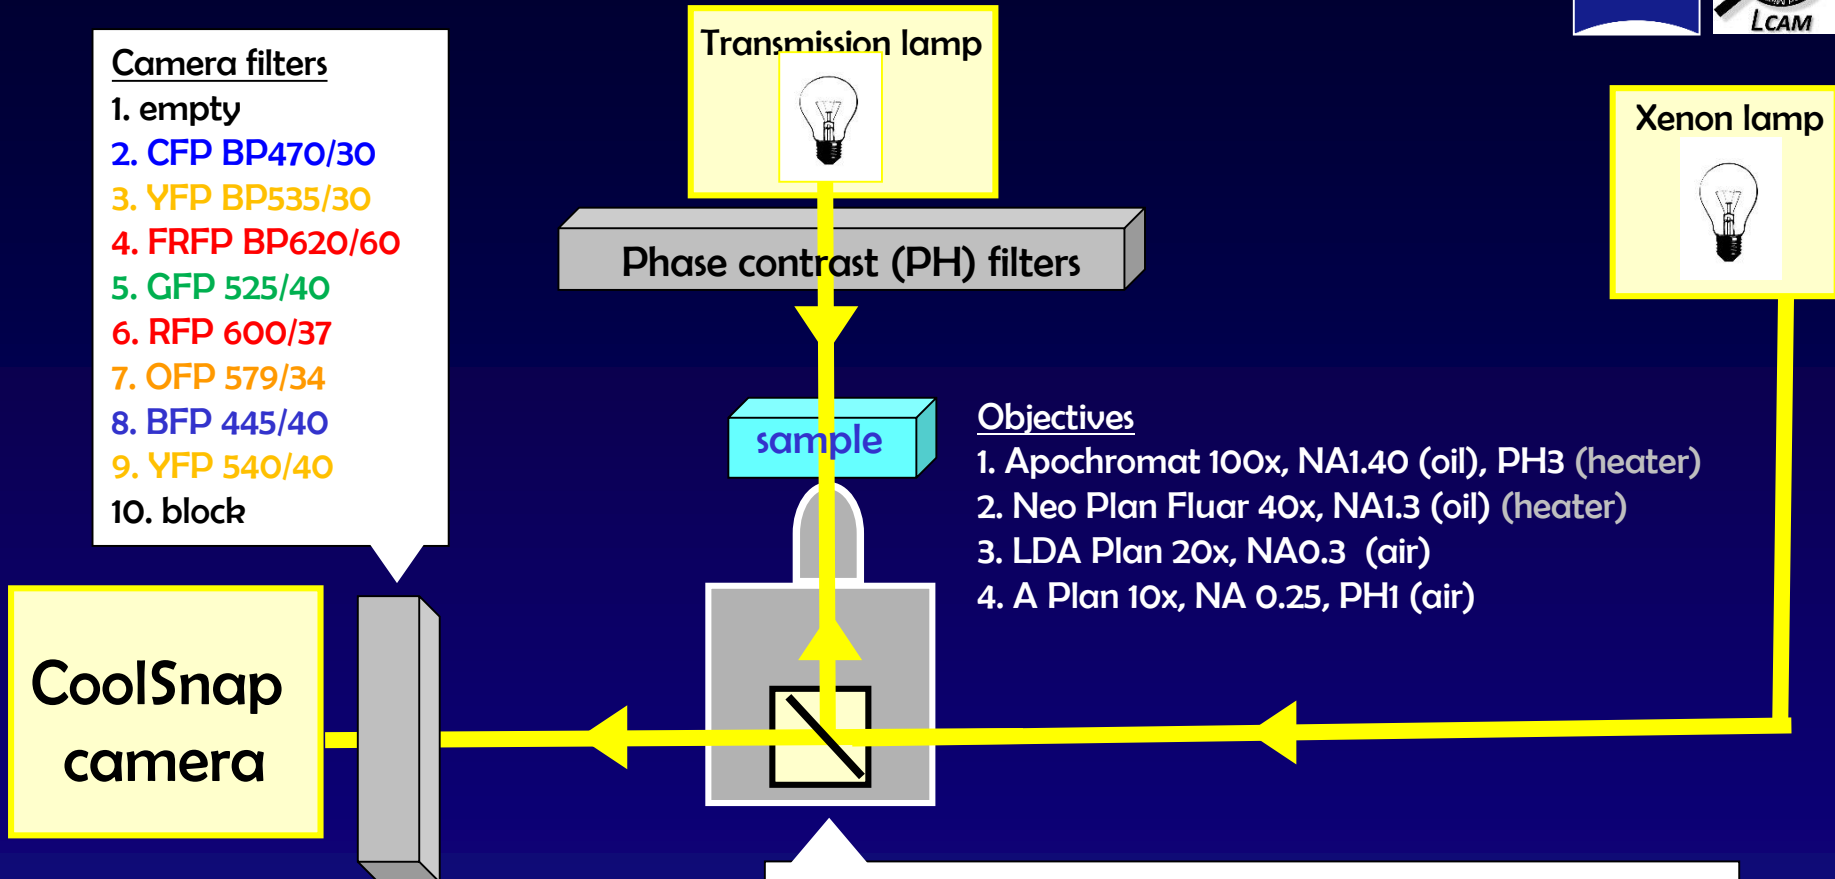 LCAM
Transmission lamp
Camera filters
1. empty
2. CFP BP470/30
3. YFP BP535/30
4. FRFP BP620/60
5. GFP 525/40
6. RFP 600/37
7. OFP 579/34
8. BFP 445/40
9. YFP 540/40
10. block
Xenon lamp
Phase contrast (PH) filters
sample
Objectives
1. Apochromat 100x, NA1.40 (oil), PH3 (heater)
2. Neo Plan Fluar 40x, NA1.3 (oil) (heater)
3. LDA Plan 20x, NA0.3 (air)
4. A Plan 10x, NA 0.25, PH1 (air)
CoolSnap
camera